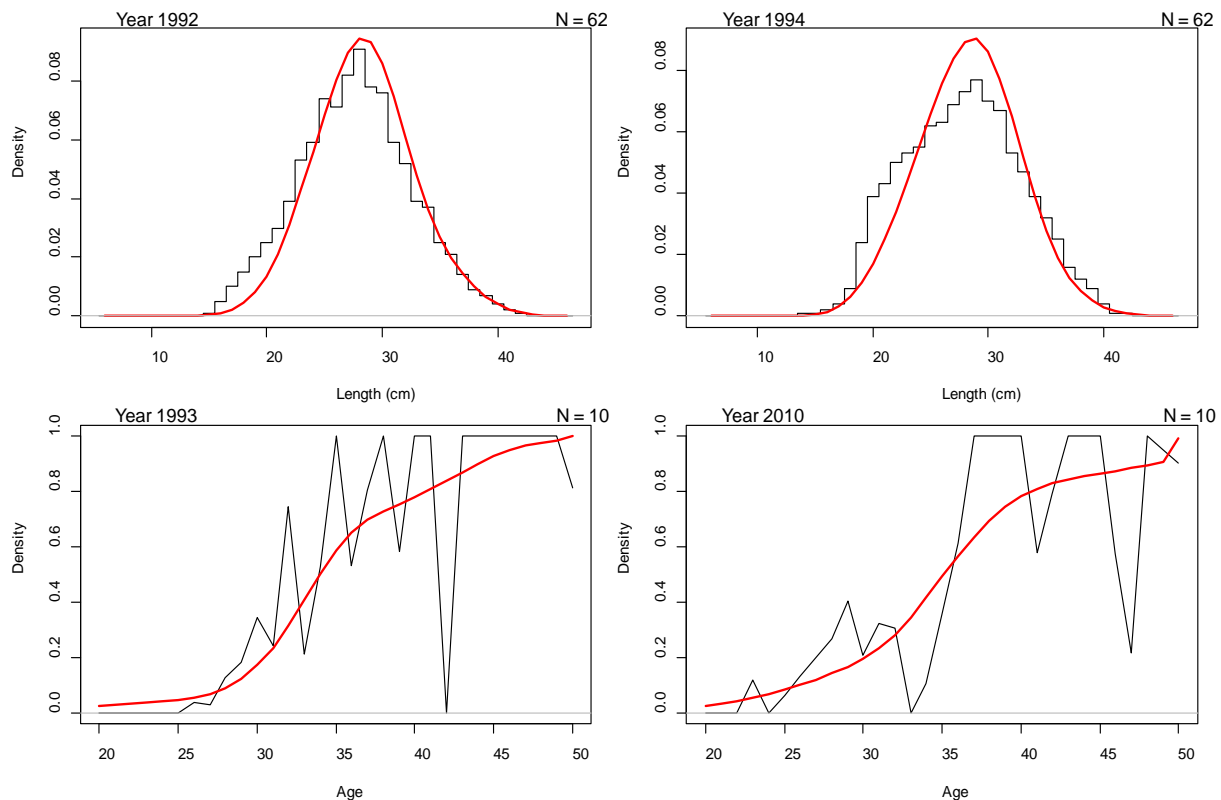 Year 1992 N = 62
Density
0.00 0.02 0.04 0.06 0.08
10 20 30 40
Length (cm)
Year 1994 N = 62
Density
0.00 0.02 0.04 0.06 0.08
10 20 30 40
Length (cm)
Year 1993 N = 10
Density
0.0 0.2 0.4 0.6 0.8 1.0
20 25 30 35 40 45 50
Age
Year 2010 N = 10
Density
0.0 0.2 0.4 0.6 0.8 1.0
20 25 30 35 40 45 50
Age